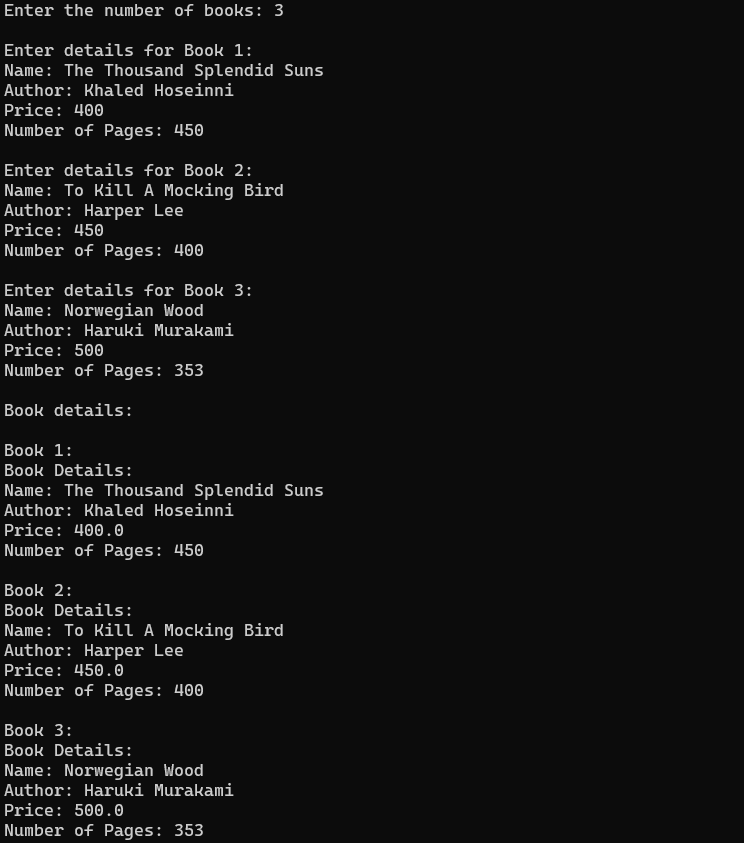 Enter the number of books: 3
Enter details for Book 1:
Name: The Thousand Splendid Suns
Author: Khaled Hoseinni
Price: 400
Number of Pages: 450
Enter details for Book 2:
Name: To Kill A Mocking Bird
Author: Harper Lee
Price: 450
Number of Pages: 400
Enter details for Book 3:
Name: Norwegian Wood
Author: Haruki Murakami
Price: 500
Number of Pages: 353
Book details:
Book 1:
Book Details:
Name: The Thousand Splendid Suns
Author: Khaled Hoseinni
Price: 400.0
Number of Pages: 450
Book 2:
Book Details:
Name: To Kill A Mocking Bird
Author: Harper Lee
Price: 450.0
Number of Pages: 400
Book 3:
Book Details:
Name: Norwegian Wood
Author: Haruki Murakami
Price: 500.0
Number of Pages: 353